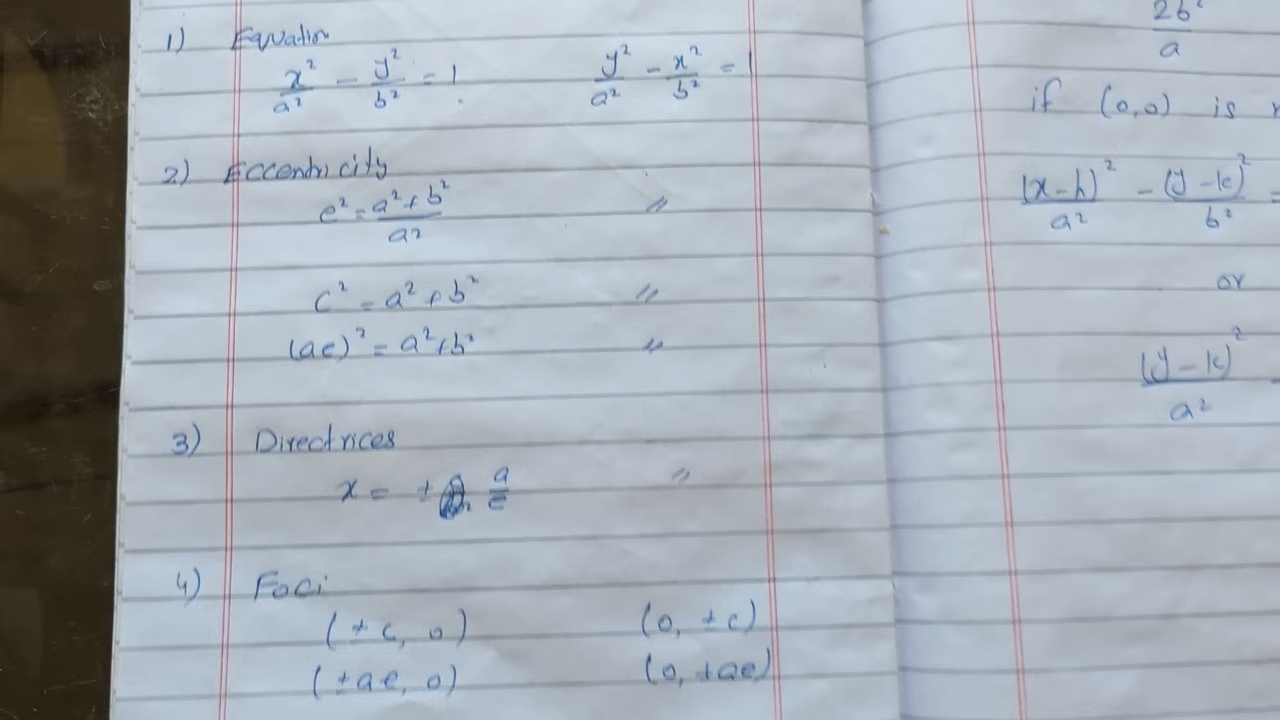 1) Equation
x²/a² - y²/b² = 1    y²/a² - x²/b² = 1
2) Eccentricity
e² = a² + b²/a²    〃
c² = a² + b²    〃
(ae)² = a² + b²    〃
3) Directrices
x = ± a/e    〃
4) Foci
(± c, 0)    (0, ± c)
(± ae, 0)    (0, ± ae)
2b²/a
if (0,0) is
(x - h)²/a² - (y - k)²/b² =
or
(y - k)²/a² -